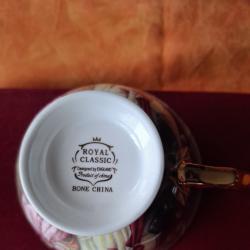 ROYAL
CLASSIC
Designed by ENGLAND
Product of china
BONE CHINA